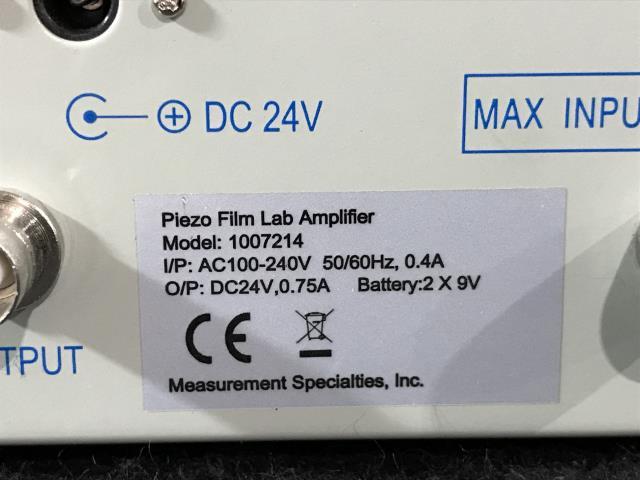 DC 24V
MAX INPU
Piezo Film Lab Amplifier
Model: 1007214
I/P: AC100-240V 50/60Hz, 0.4A
O/P: DC24V,0.75A Battery:2 X 9V
CE
Measurement Specialties, Inc.
TPUT